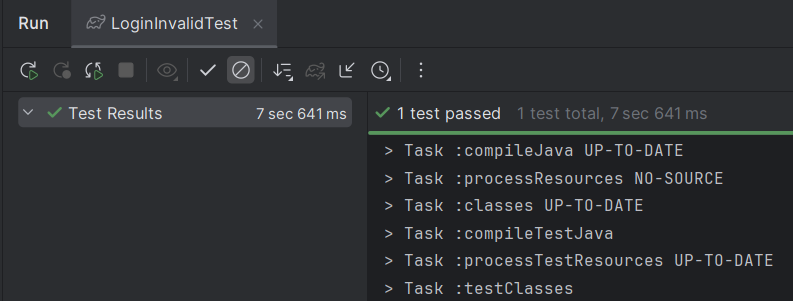 Run LoginInvalidTest
Test Results 7 sec 641 ms
1 test passed 1 test total, 7 sec 641 ms
> Task :compileJava UP-TO-DATE
> Task :processResources NO-SOURCE
> Task :classes UP-TO-DATE
> Task :compileTestJava
> Task :processTestResources UP-TO-DATE
> Task :testClasses